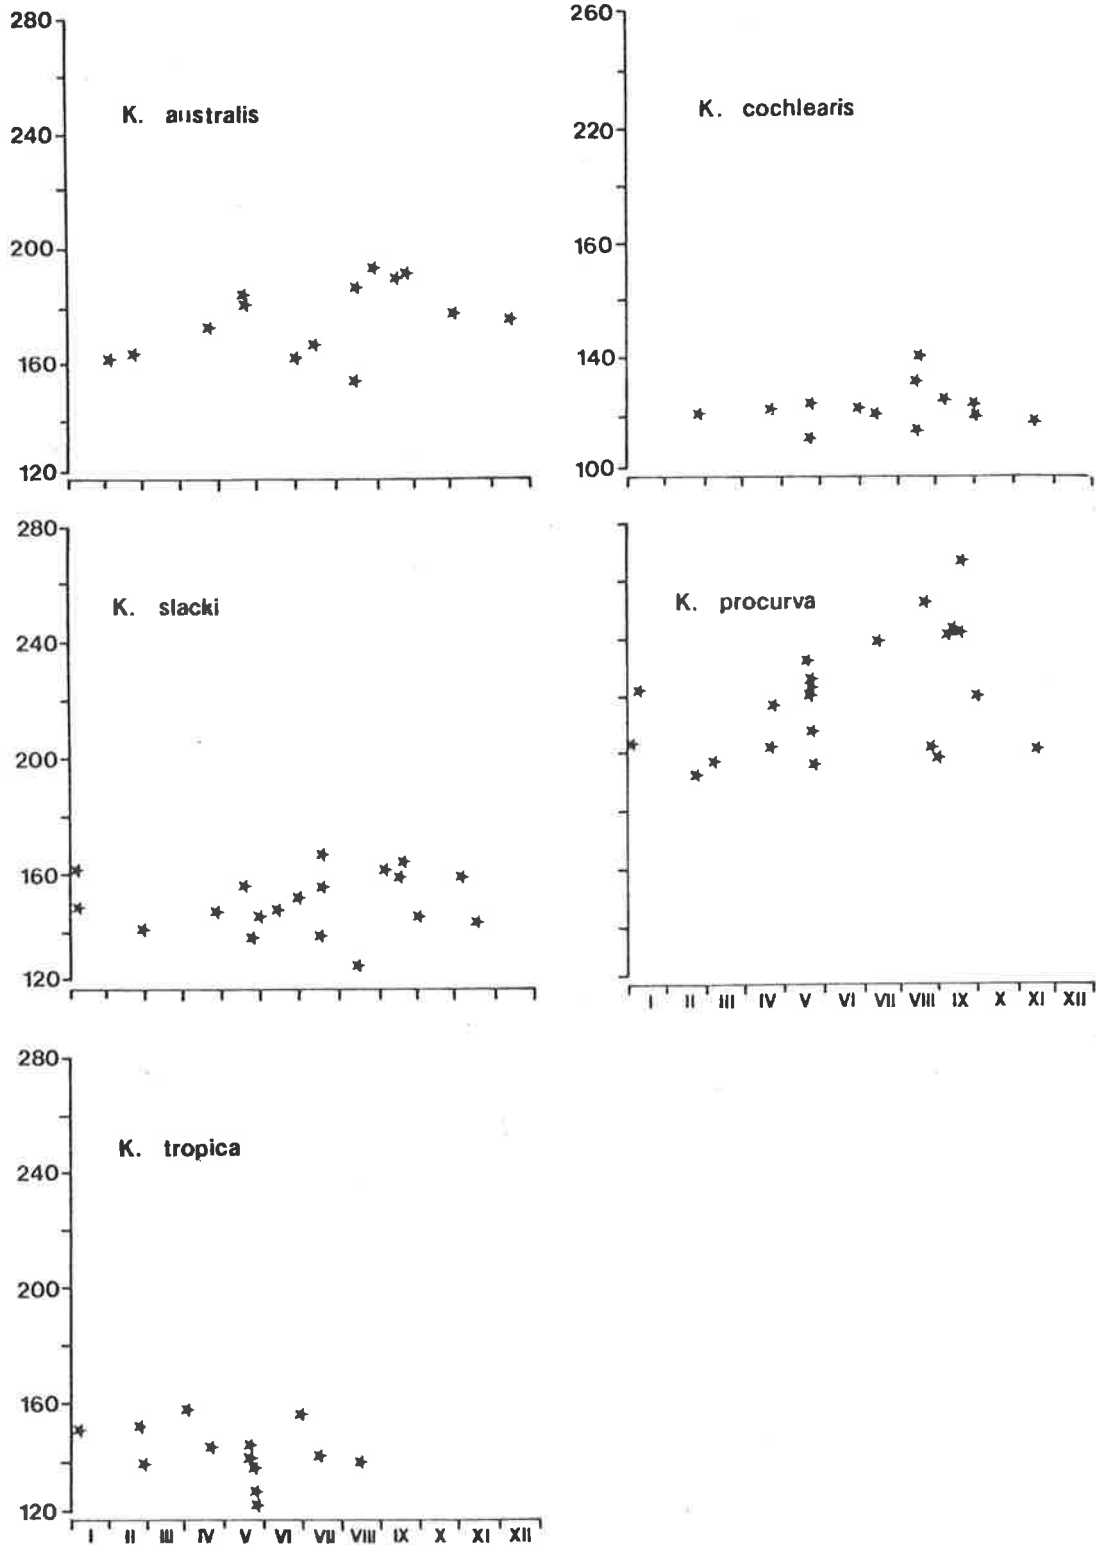 280
K. australis
240
200
160
120
260
K. cochlearis
220
160
140
100
280
K. slacki
240
200
160
120
K. procurva
I II III IV V VI VII VIII IX X XI XII
280
K. tropica
240
200
160
120
I II III IV V VI VII VIII IX X XI XII